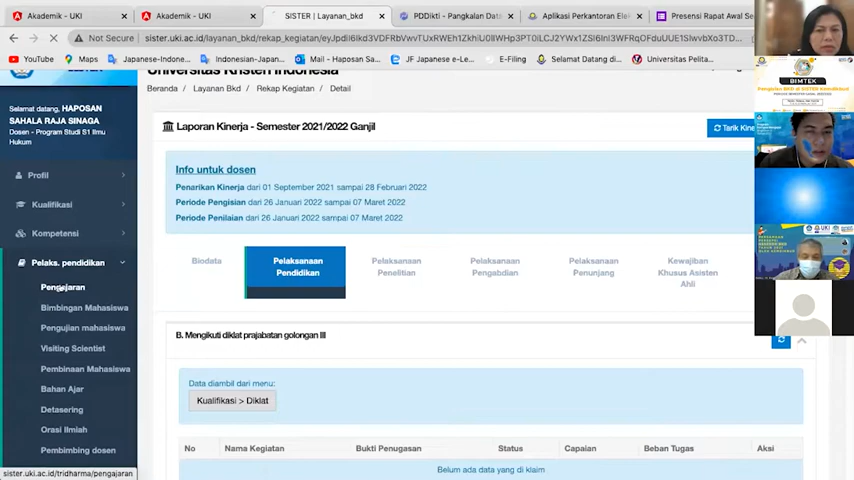 Akademik - UKI
Akademik - UKI
SISTER | Layanan_bkd
PDDikti - Pangkalan Data
Aplikasi Perkantoran Ele
Presensi Rapat Awal Se
Not Secure
YouTube
Japanese-Indone...
Indonesian-Japan...
Mail - Haposan S...
JF Japanese e-Le...
E-Filing
Selamat Datang di...
Universitas Pelita...
Universitas Kristen Indonesia
Beranda / Layanan Bkd / Rekap Kegiatan / Detail
Selamat datang, HAPOSAN
SAHALA RAJA SINAGA
Dosen - Program Studi S1 Ilmu
Hukum
Profil
Kualifikasi
Kompetensi
Pelaks. pendidikan
Pengajaran
Bimbingan Mahasiswa
Pengujian mahasiswa
Visiting Scientist
Pembinaan Mahasiswa
Bahan Ajar
Detasering
Orasi Ilmiah
Pembimbing dosen
sister.uki.ac.id/tridharma/pengajaran
Laporan Kinerja - Semester 2021/2022 Ganjil
Tarik Kine
Info untuk dosen
Penarikan Kinerja dari 01 September 2021 sampai 28 Februari 2022
Periode Pengisian dari 26 Januari 2022 sampai 07 Maret 2022
Periode Penilaian dari 26 Januari 2022 sampai 07 Maret 2022
Biodata
Pelaksanaan
Pendidikan
Pelaksanaan
Penelitian
Pelaksanaan
Pengabdian
Pelaksanaan
Penunjang
Kewajiban
Khusus Asisten
Ahli
B. Mengikuti diklat prajabatan golongan III
Data diambil dari menu:
Kualifikasi > Diklat
No Nama Kegiatan Bukti Penugasan Status Capaian Beban Tugas Aksi
Belum ada data yang di klaim
BIMTEK